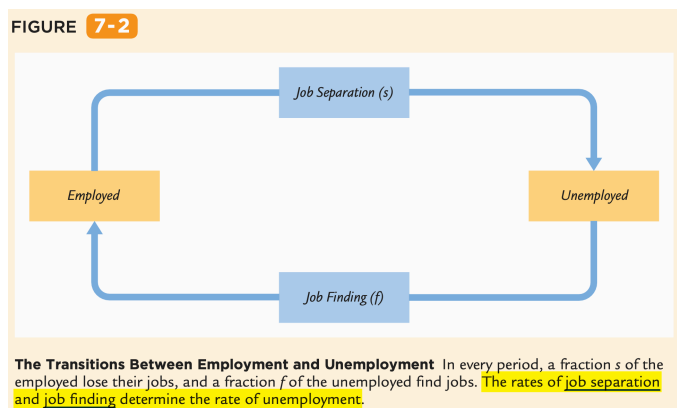 FIGURE 7-2
Job Separation (s)
Employed
Unemployed
Job Finding (f)
The Transitions Between Employment and Unemployment In every period, a fraction s of the
employed lose their jobs, and a fraction f of the unemployed find jobs. The rates of job separation
and job finding determine the rate of unemployment.